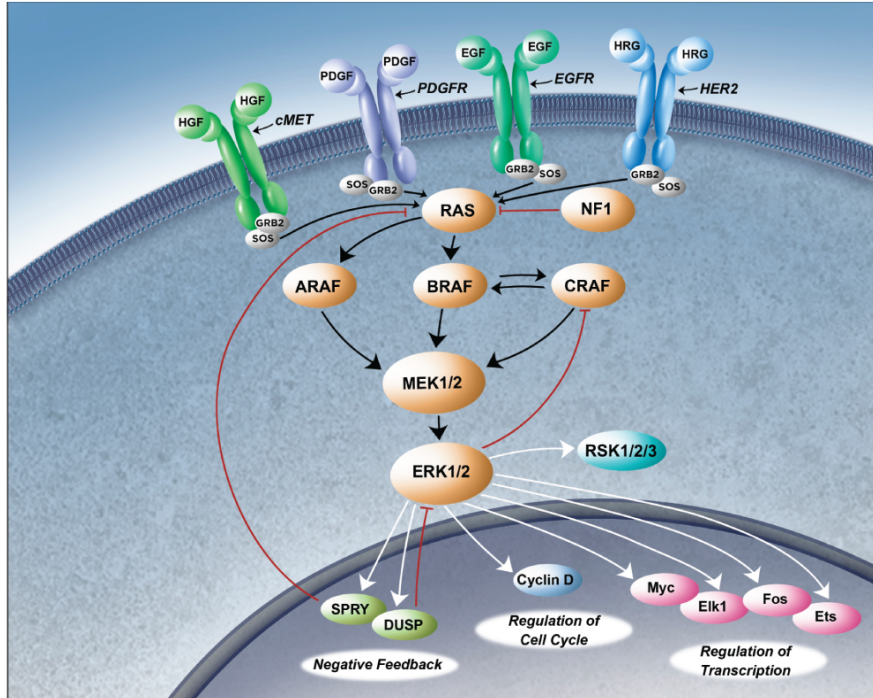 HGF
HGF
cMET
PDGF
PDGF
PDGFR
EGF
EGF
EGFR
HRG
HRG
HER2
GRB2
SOS
SOS
GRB2
GRB2
SOS
GRB2
SOS
RAS
NF1
ARAF
BRAF
CRAF
MEK1/2
ERK1/2
RSK1/2/3
SPRY
DUSP
Negative Feedback
Cyclin D
Regulation of
Cell Cycle
Myc
Elk1
Fos
Ets
Regulation of
Transcription